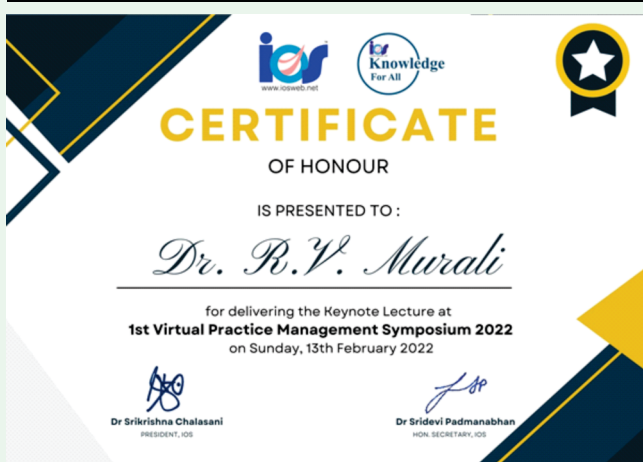 ios
www.iosweb.net
ios
Knowledge
For All
CERTIFICATE
OF HONOUR
IS PRESENTED TO :
Dr. R.V. Murali
for delivering the Keynote Lecture at
1st Virtual Practice Management Symposium 2022
on Sunday, 13th February 2022
Dr Srikrishna Chalasani
PRESIDENT, IOS
Dr Sridevi Padmanabhan
HON. SECRETARY, IOS